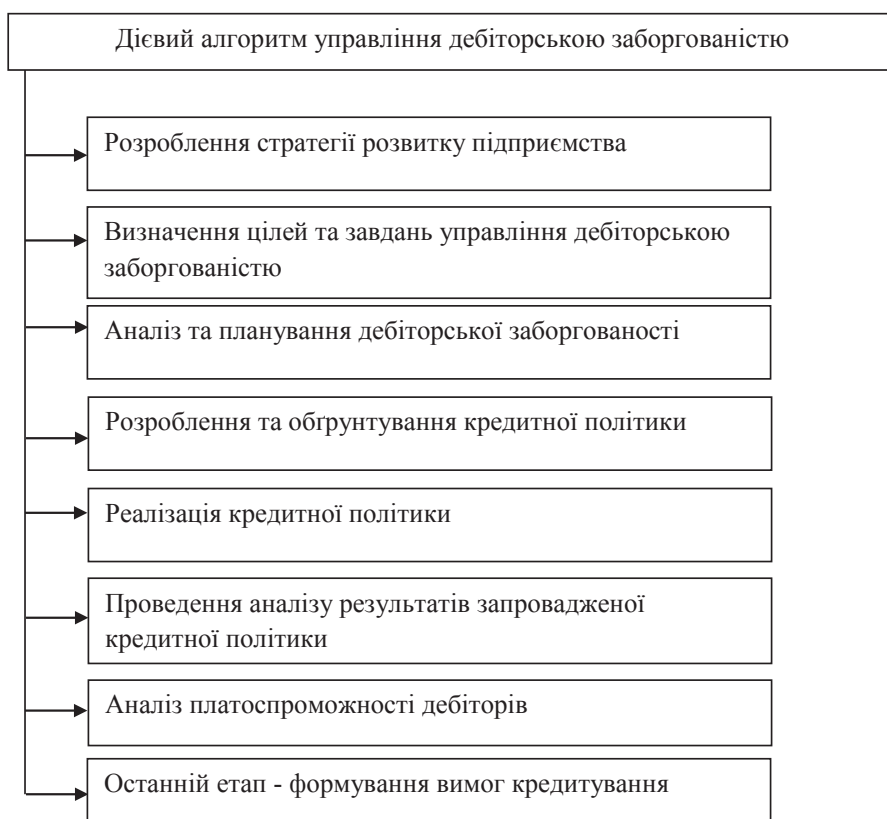 Дієвий алгоритм управління дебіторською заборгованістю
Розроблення стратегії розвитку підприємства
Визначення цілей та завдань управління дебіторською
заборгованістю
Аналіз та планування дебіторської заборгованості
Розроблення та обґрунтування кредитної політики
Реалізація кредитної політики
Проведення аналізу результатів запровадженої
кредитної політики
Аналіз платоспроможності дебіторів
Останній етап - формування вимог кредитування